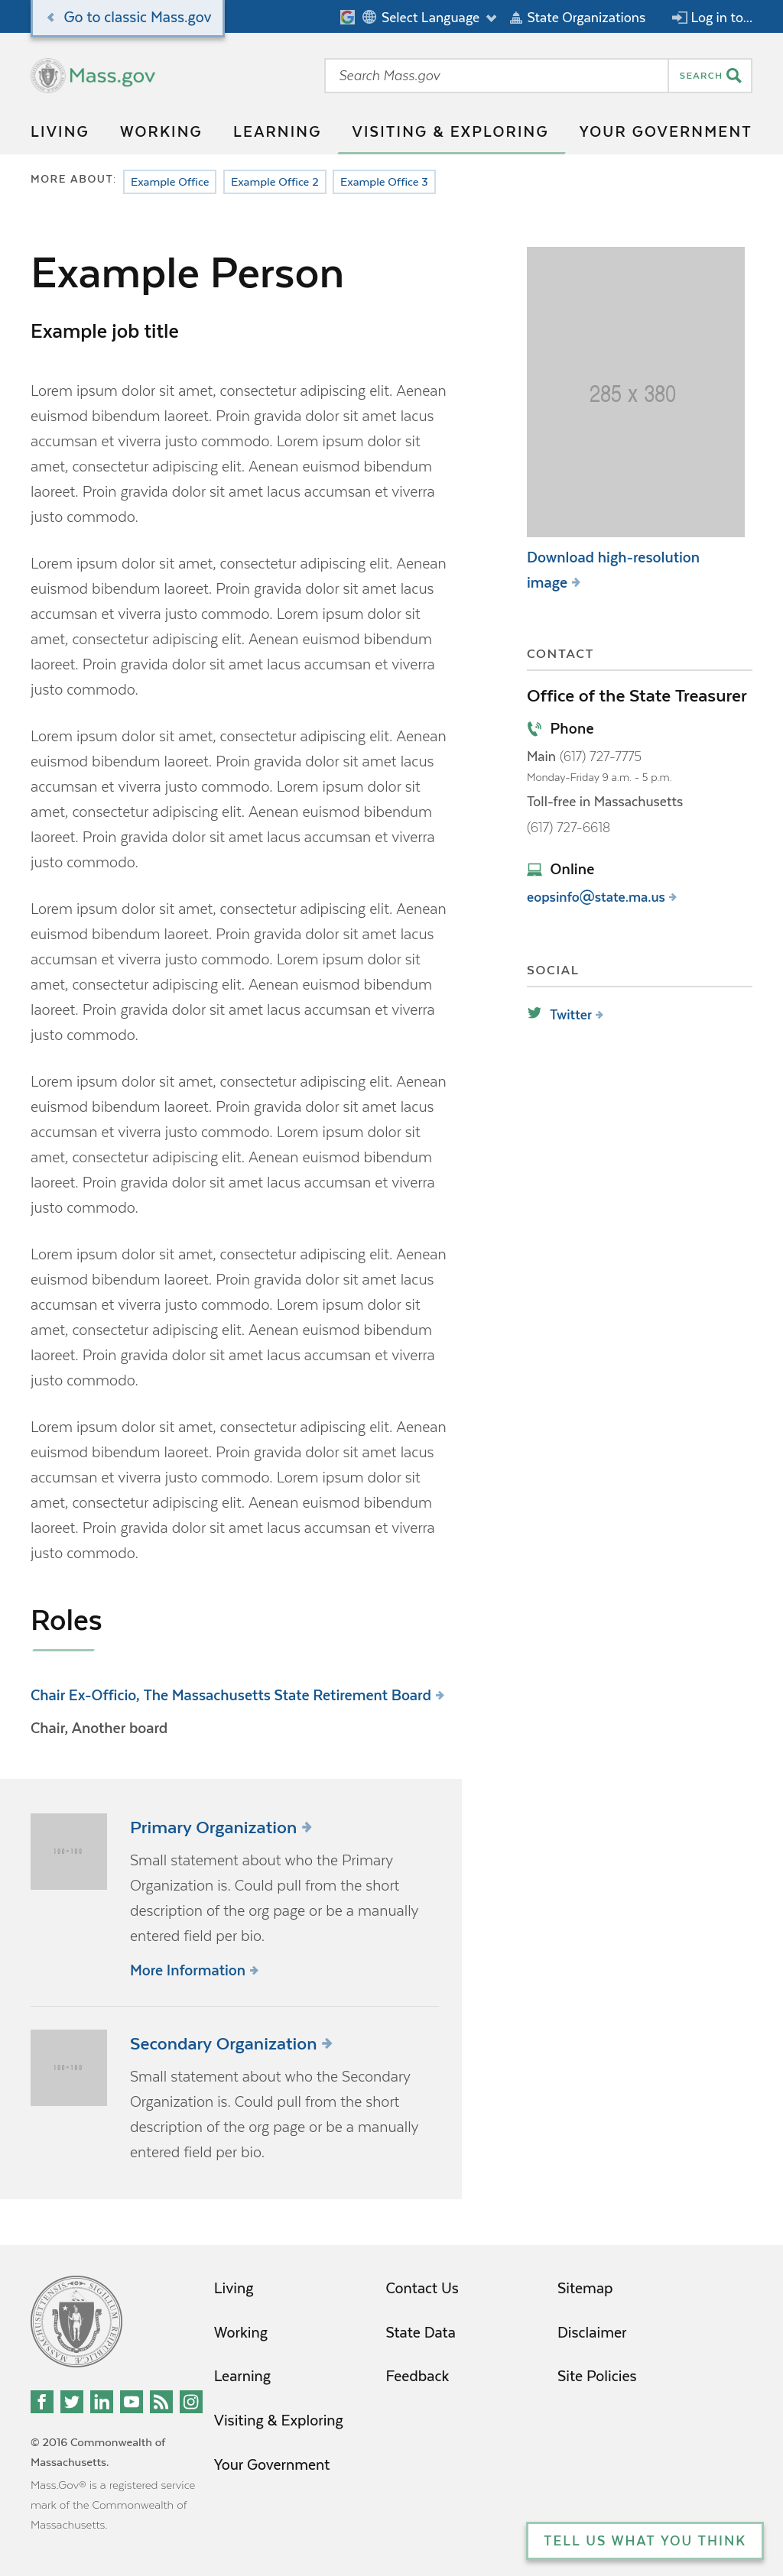 Go to classic Mass.gov
Select Language
State Organizations
Log in to...
Mass.gov
Search Mass.gov
SEARCH
LIVING
WORKING
LEARNING
VISITING & EXPLORING
YOUR GOVERNMENT
MORE ABOUT:
Example Office
Example Office 2
Example Office 3
Example Person
Example job title
Lorem ipsum dolor sit amet, consectetur adipiscing elit. Aenean
euismod bibendum laoreet. Proin gravida dolor sit amet lacus
accumsan et viverra justo commodo. Lorem ipsum dolor sit
amet, consectetur adipiscing elit. Aenean euismod bibendum
laoreet. Proin gravida dolor sit amet lacus accumsan et viverra
justo commodo.
Lorem ipsum dolor sit amet, consectetur adipiscing elit. Aenean
euismod bibendum laoreet. Proin gravida dolor sit amet lacus
accumsan et viverra justo commodo. Lorem ipsum dolor sit
amet, consectetur adipiscing elit. Aenean euismod bibendum
laoreet. Proin gravida dolor sit amet lacus accumsan et viverra
justo commodo.
Lorem ipsum dolor sit amet, consectetur adipiscing elit. Aenean
euismod bibendum laoreet. Proin gravida dolor sit amet lacus
accumsan et viverra justo commodo. Lorem ipsum dolor sit
amet, consectetur adipiscing elit. Aenean euismod bibendum
laoreet. Proin gravida dolor sit amet lacus accumsan et viverra
justo commodo.
Lorem ipsum dolor sit amet, consectetur adipiscing elit. Aenean
euismod bibendum laoreet. Proin gravida dolor sit amet lacus
accumsan et viverra justo commodo. Lorem ipsum dolor sit
amet, consectetur adipiscing elit. Aenean euismod bibendum
laoreet. Proin gravida dolor sit amet lacus accumsan et viverra
justo commodo.
Lorem ipsum dolor sit amet, consectetur adipiscing elit. Aenean
euismod bibendum laoreet. Proin gravida dolor sit amet lacus
accumsan et viverra justo commodo. Lorem ipsum dolor sit
amet, consectetur adipiscing elit. Aenean euismod bibendum
laoreet. Proin gravida dolor sit amet lacus accumsan et viverra
justo commodo.
Lorem ipsum dolor sit amet, consectetur adipiscing elit. Aenean
euismod bibendum laoreet. Proin gravida dolor sit amet lacus
accumsan et viverra justo commodo. Lorem ipsum dolor sit
amet, consectetur adipiscing elit. Aenean euismod bibendum
laoreet. Proin gravida dolor sit amet lacus accumsan et viverra
justo commodo.
Lorem ipsum dolor sit amet, consectetur adipiscing elit. Aenean
euismod bibendum laoreet. Proin gravida dolor sit amet lacus
accumsan et viverra justo commodo. Lorem ipsum dolor sit
amet, consectetur adipiscing elit. Aenean euismod bibendum
laoreet. Proin gravida dolor sit amet lacus accumsan et viverra
justo commodo.
285 x 380
Download high-resolution
image
CONTACT
Office of the State Treasurer
Phone
Main (617) 727-7775
Monday-Friday 9 a.m. - 5 p.m.
Toll-free in Massachusetts
(617) 727-6618
Online
eopsinfo@state.ma.us
SOCIAL
Twitter
Roles
Chair Ex-Officio, The Massachusetts State Retirement Board
Chair, Another board
100×100
Primary Organization
Small statement about who the Primary
Organization is. Could pull from the short
description of the org page or be a manually
entered field per bio.
More Information
100×100
Secondary Organization
Small statement about who the Secondary
Organization is. Could pull from the short
description of the org page or be a manually
entered field per bio.
Living
Working
Learning
Visiting & Exploring
Your Government
Contact Us
State Data
Feedback
Sitemap
Disclaimer
Site Policies
© 2016 Commonwealth of
Massachusetts.
Mass.Gov® is a registered service
mark of the Commonwealth of
Massachusetts.
TELL US WHAT YOU THINK